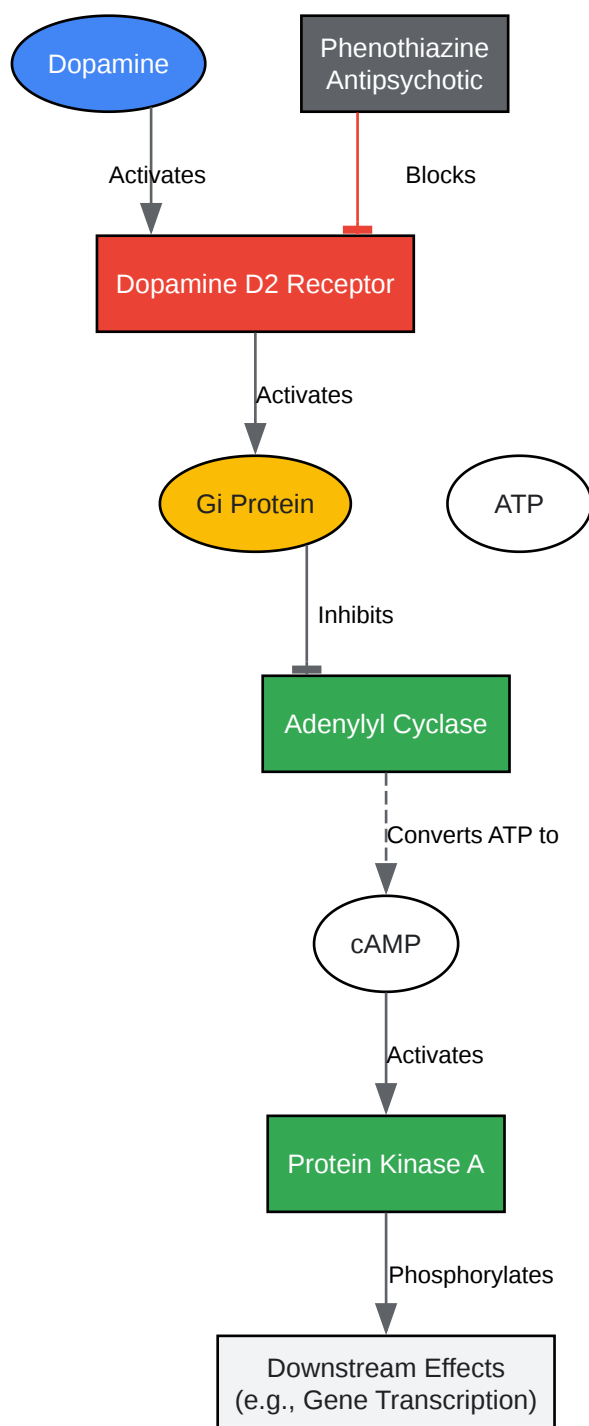 Dopamine
Phenothiazine
Antipsychotic
Activates
Blocks
Dopamine D2 Receptor
Activates
Gi Protein
ATP
Inhibits
Adenylyl Cyclase
Converts ATP to
cAMP
Activates
Protein Kinase A
Phosphorylates
Downstream Effects
(e.g., Gene Transcription)